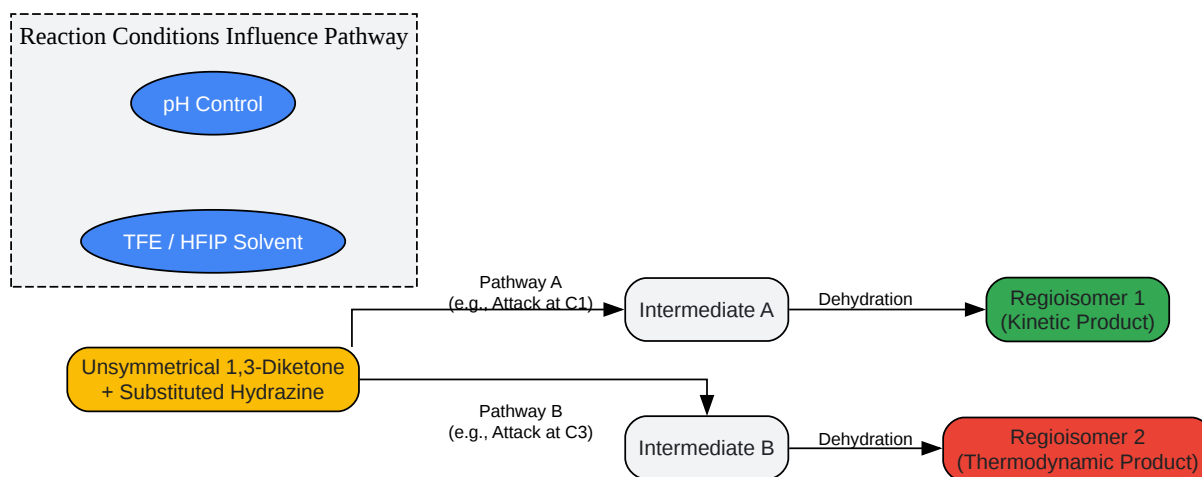 Reaction Conditions Influence Pathway
pH Control
TFE / HFIP Solvent
Pathway A
(e.g., Attack at C1)
Intermediate A
Dehydration
Regioisomer 1
(Kinetic Product)
Unsymmetrical 1,3-Diketone
+ Substituted Hydrazine
Pathway B
(e.g., Attack at C3)
Intermediate B
Dehydration
Regioisomer 2
(Thermodynamic Product)